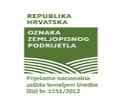 REPUBLIKA
HRVATSKA
OZNAKA
ZEMLJOPISNOG
PODRIJETLA
Prijelazna nacionalna
zaštita temeljem Uredbe
(EU) br 1151/2012